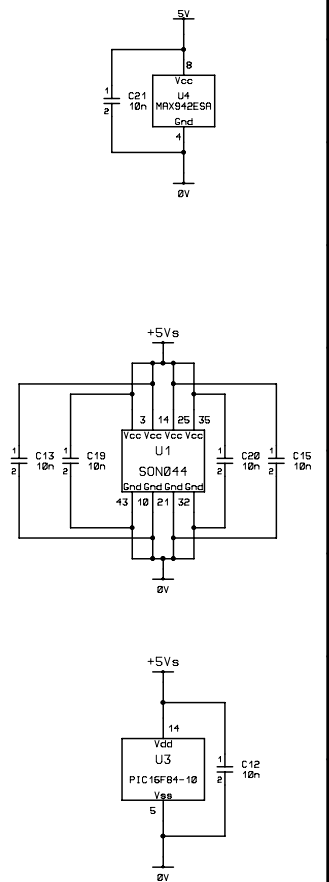 5V
8
Vcc
1
C21
U4
2
10n
MAX942ESA
Gnd
4
0V
+5Vs
3 14 25 35
Vcc Vcc Vcc Vcc
1 C13 1 C19 U1 1 C20 1 C15
2 10n 2 10n SON044 2 10n 2 10n
Gnd Gnd Gnd Gnd
43 10 21 32
0V
+5Vs
14
Vdd
U3
1 C12
PIC16F84-10
2 10n
Vss
5
0V